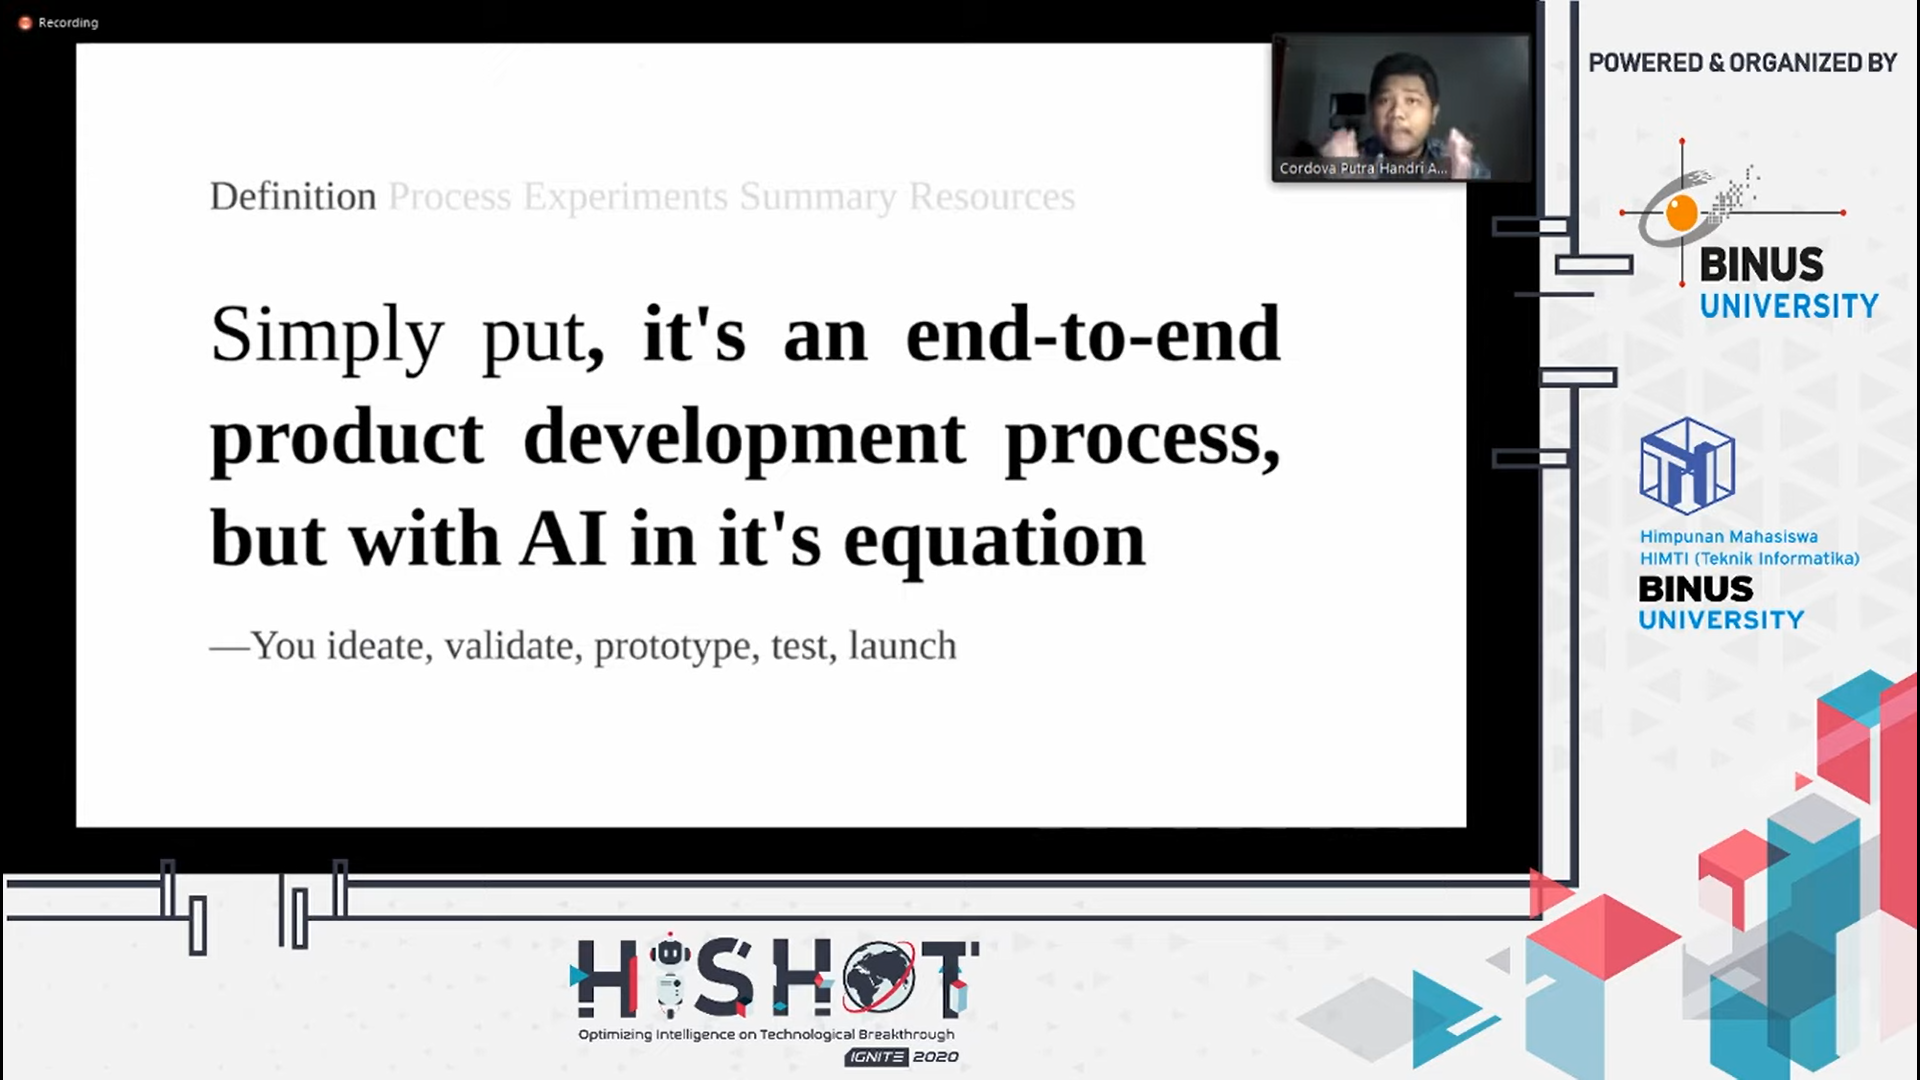 Recording
POWERED & ORGANIZED BY
Cordova Putra Handri A...
Definition Process Experiments Summary Resources
Simply put, it's an end-to-end
product development process,
but with AI in it's equation
—You ideate, validate, prototype, test, launch
BINUS
UNIVERSITY
Himpunan Mahasiswa
HIMTI (Teknik Informatika)
BINUS
UNIVERSITY
HISHOT
Optimizing Intelligence on Technological Breakthrough
IGNITE 2020